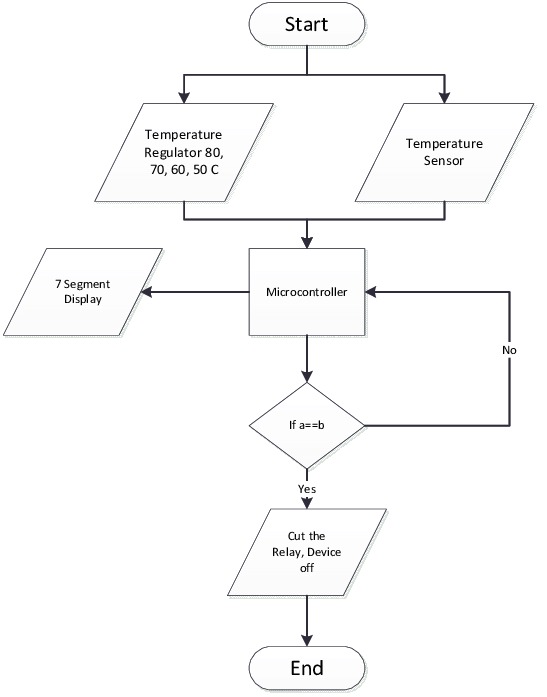 Start
Temperature
Regulator 80,
70, 60, 50 C
Temperature
Sensor
7 Segment
Display
Microcontroller
No
If a==b
Yes
Cut the
Relay, Device
off
End